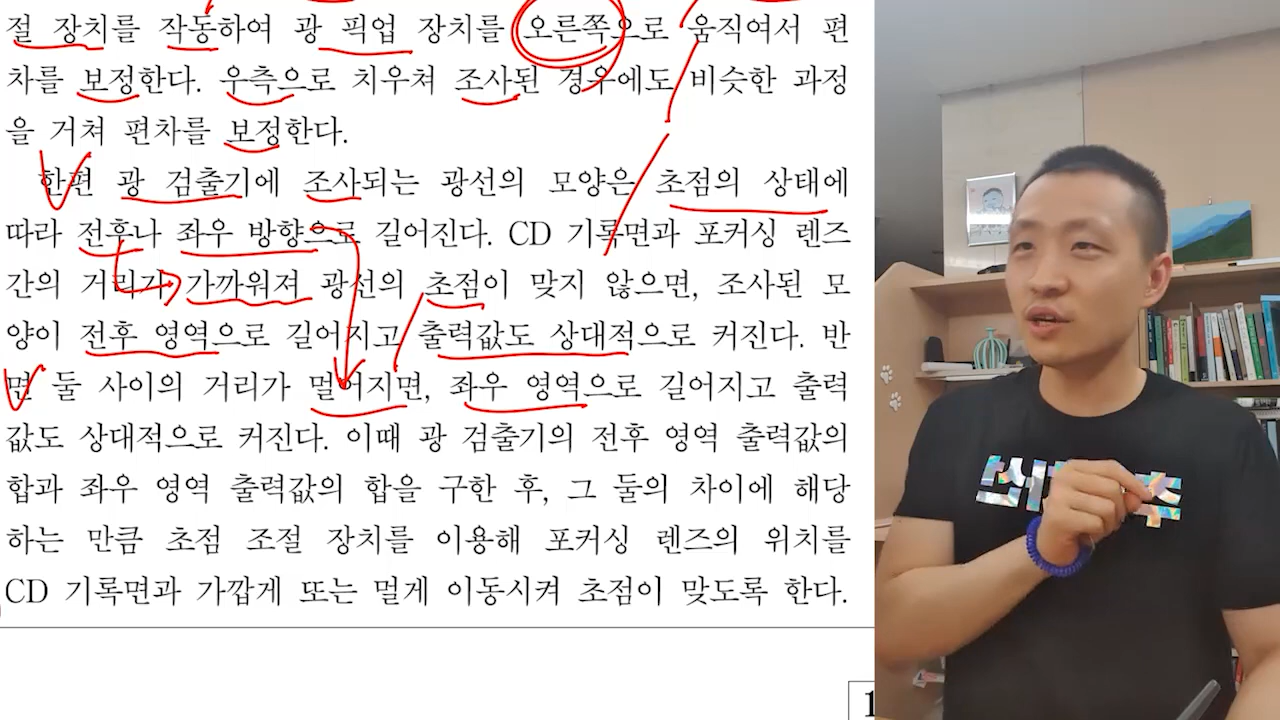 절 장치를 작동하여 광 픽업 장치를 오른쪽으로 움직여서 편
차를 보정한다. 우측으로 치우쳐 조사된 경우에도 비슷한 과정
을 거쳐 편차를 보정한다.
한편 광 검출기에 조사되는 광선의 모양은 초점의 상태에
따라 전후나 좌우 방향으로 길어진다. CD 기록면과 포커싱 렌즈
간의 거리가 가까워져 광선의 초점이 맞지 않으면, 조사된 모
양이 전후 영역으로 길어지고 출력값도 상대적으로 커진다. 반
면 둘 사이의 거리가 멀어지면, 좌우 영역으로 길어지고 출력
값도 상대적으로 커진다. 이때 광 검출기의 전후 영역 출력값의
합과 좌우 영역 출력값의 합을 구한 후, 그 둘의 차이에 해당
하는 만큼 초점 조절 장치를 이용해 포커싱 렌즈의 위치를
CD 기록면과 가깝게 또는 멀게 이동시켜 초점이 맞도록 한다.
1